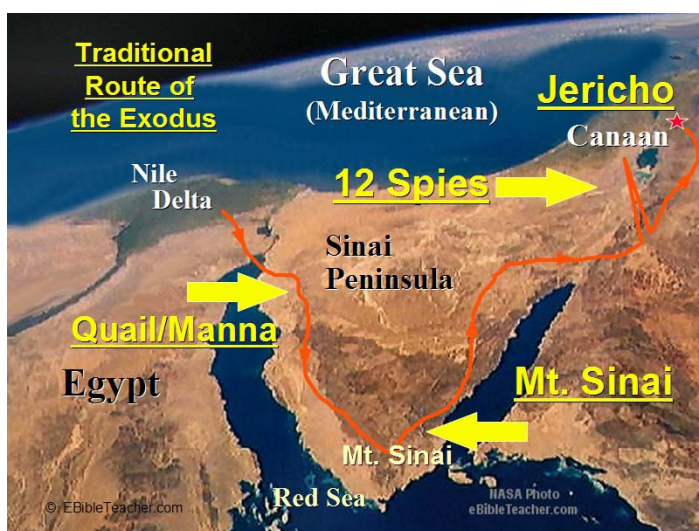 Traditional
Route of
the Exodus
Great Sea
(Mediterranean)
Jericho
Canaan
Nile
Delta
12 Spies
Sinai
Peninsula
Quail/Manna
Egypt
Mt. Sinai
Mt. Sinai
Red Sea
© EBibleTeacher.com
NASA Photo
eBibleTeacher.com